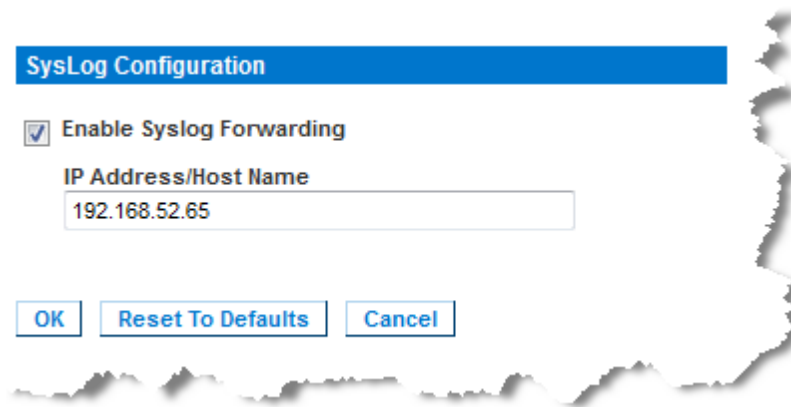 SysLog Configuration
Enable Syslog Forwarding
IP Address/Host Name
192.168.52.65
OK Reset To Defaults Cancel